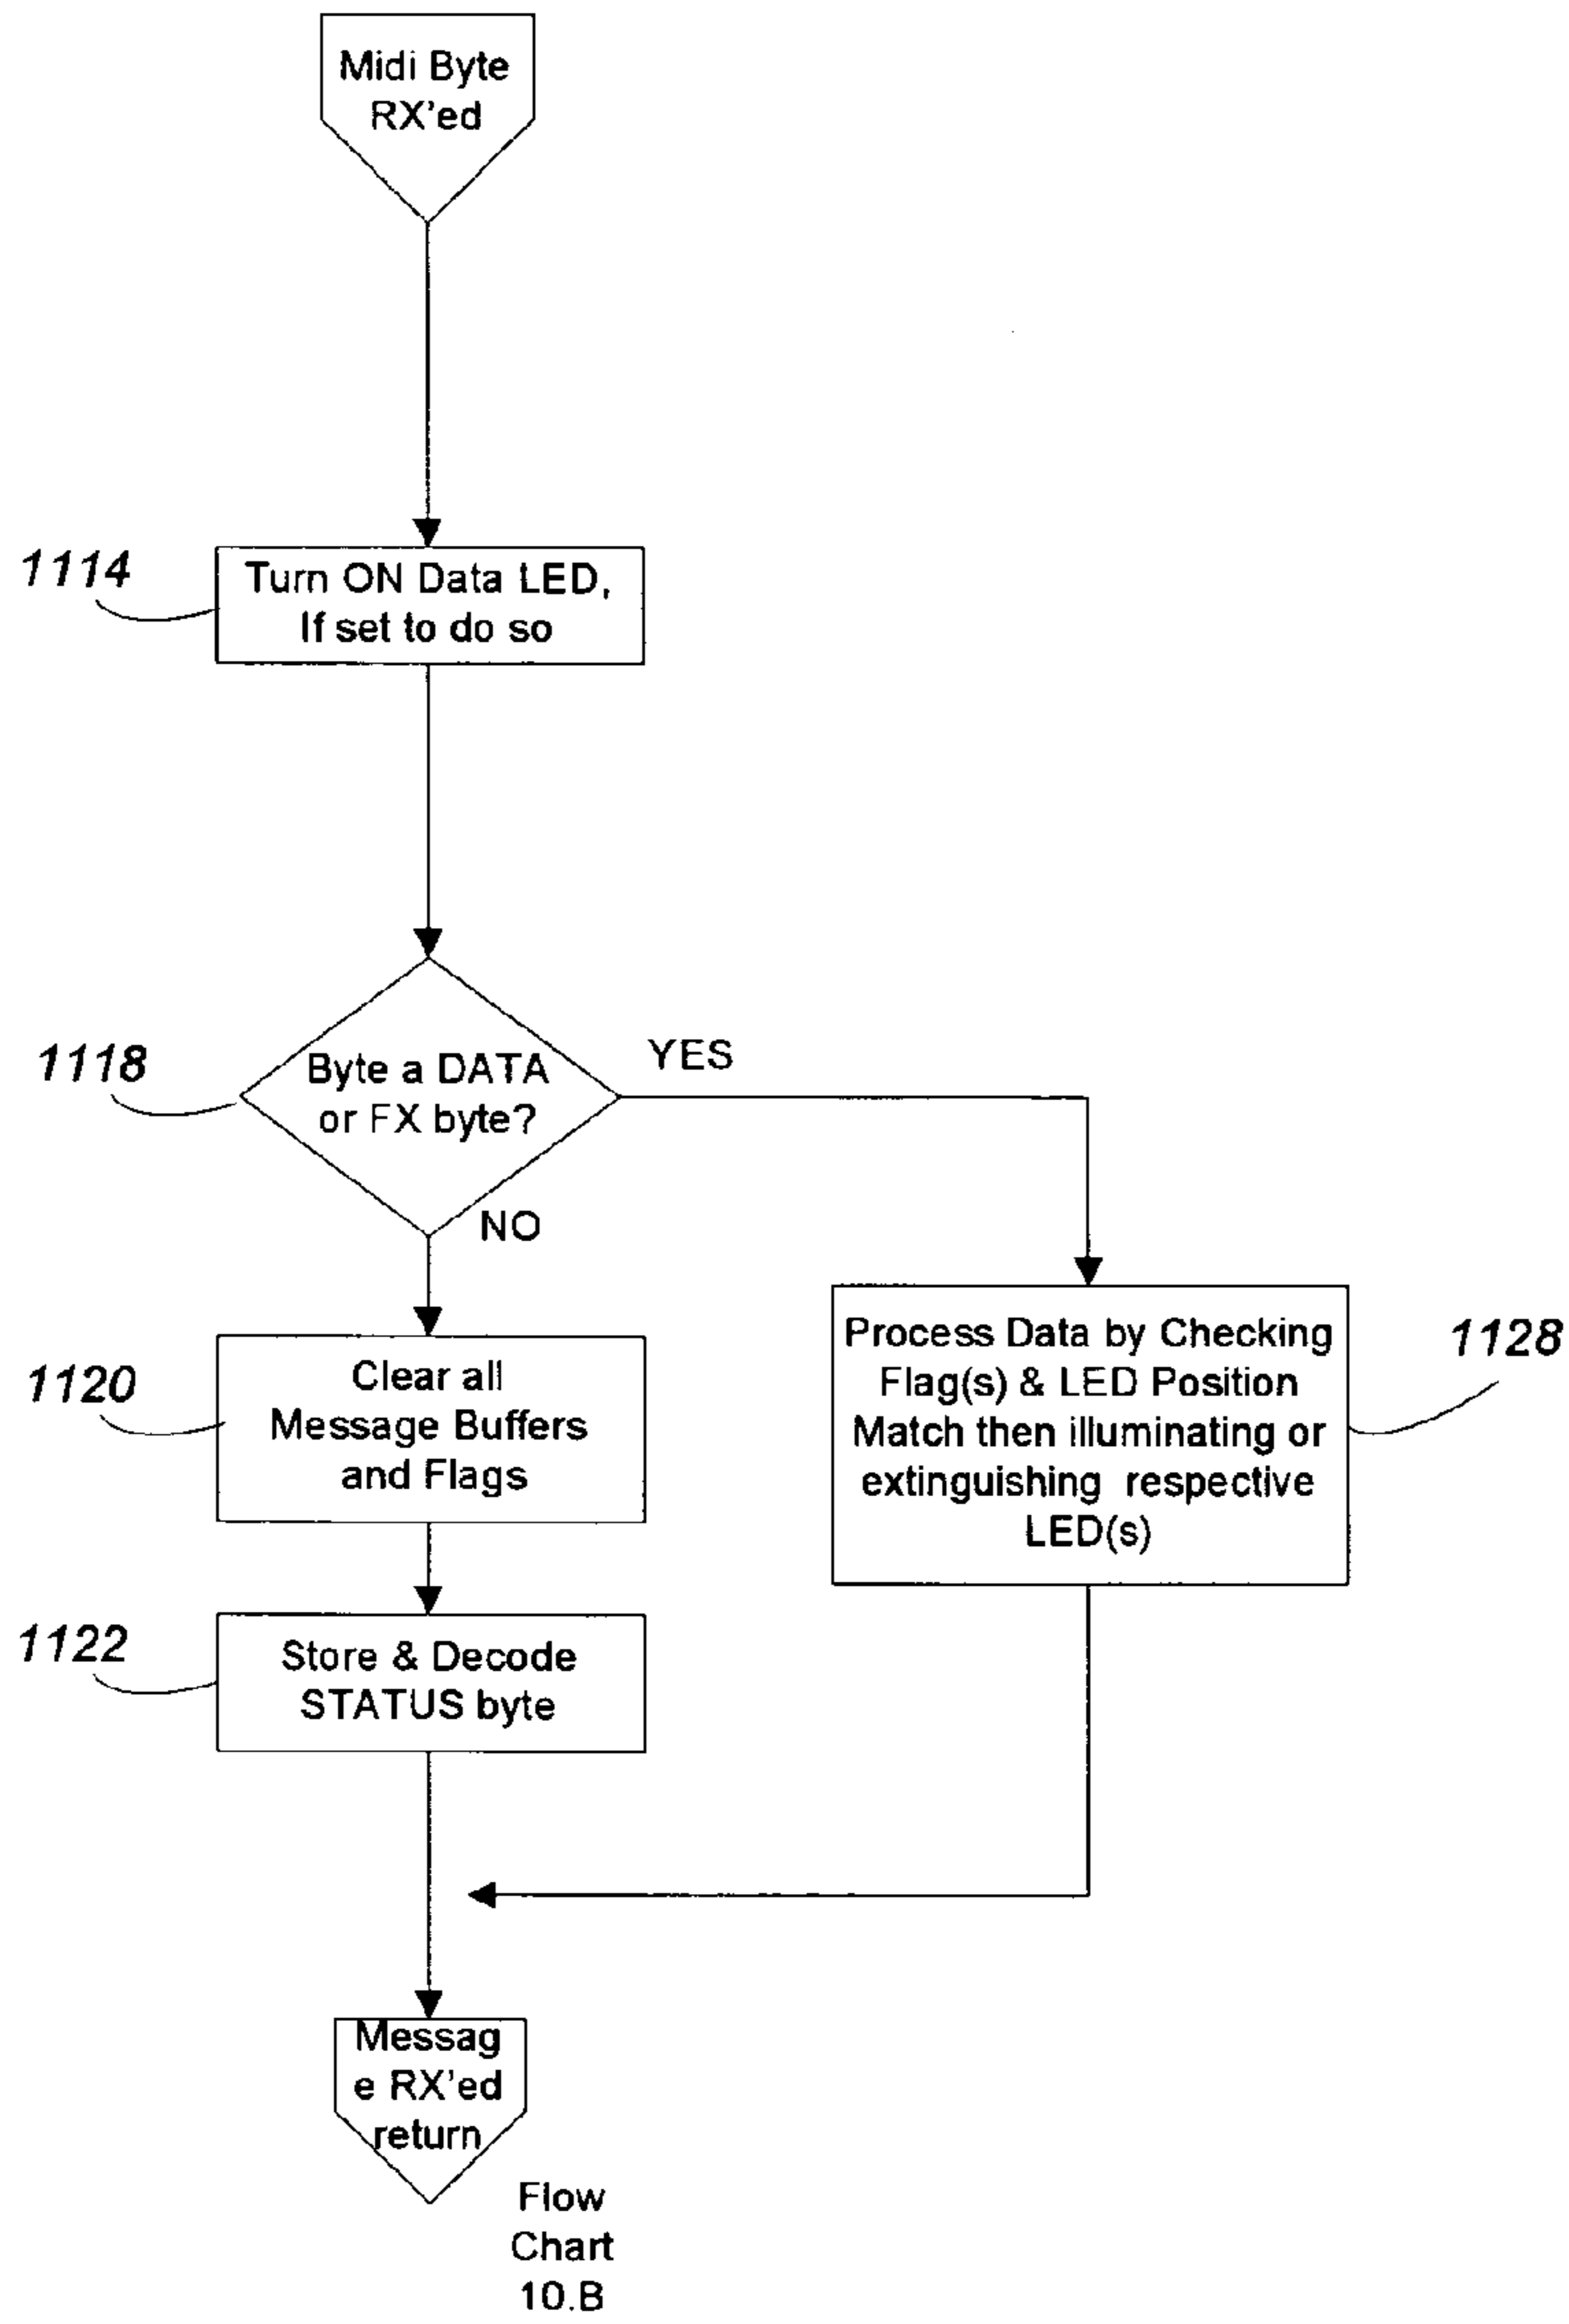 Midi Byte
RX'ed
1114
Turn ON Data LED,
If set to do so
1118
Byte a DATA
or FX byte?
YES
NO
1120
Clear all
Message Buffers
and Flags
Process Data by Checking
Flag(s) & LED Position
Match then illuminating or
extinguishing respective
LED(s)
1128
1122
Store & Decode
STATUS byte
Messag
e RX'ed
return
Flow
Chart
10.B